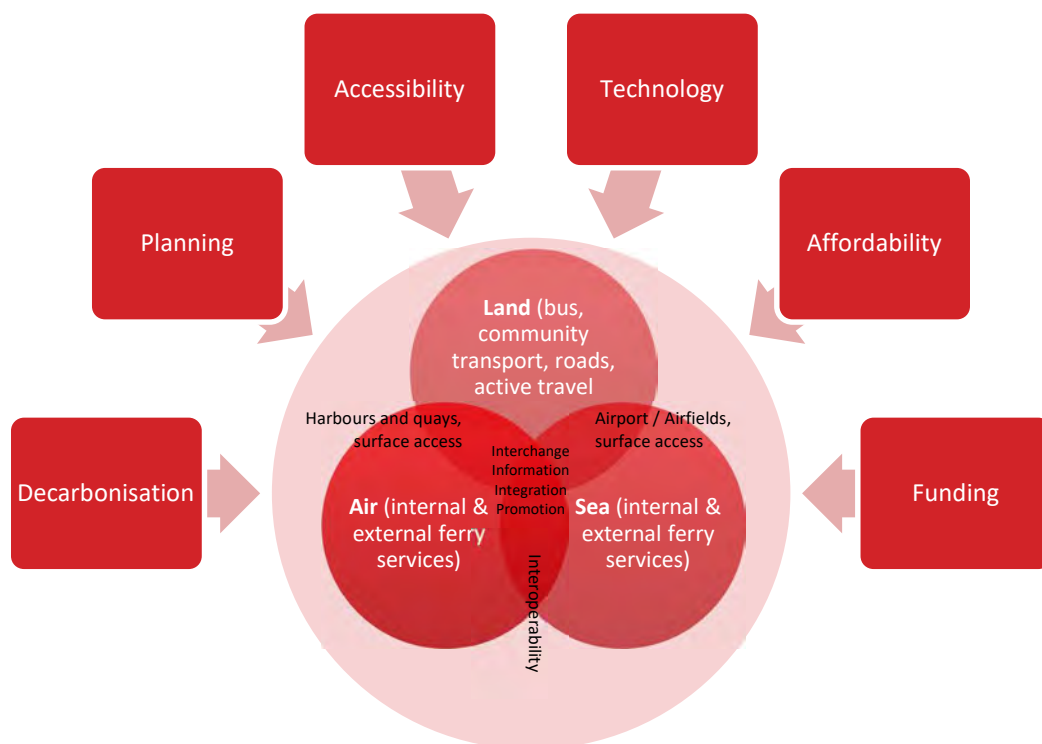 Accessibility
Technology
Planning
Affordability
Land (bus,
community
transport, roads,
active travel
Harbours and quays,
surface access
Airport / Airfields,
surface access
Interchange
Information
Integration
Promotion
Decarbonisation
Air (internal &
external ferry
services)
Sea (internal &
external ferry
services)
Funding
Interoperability